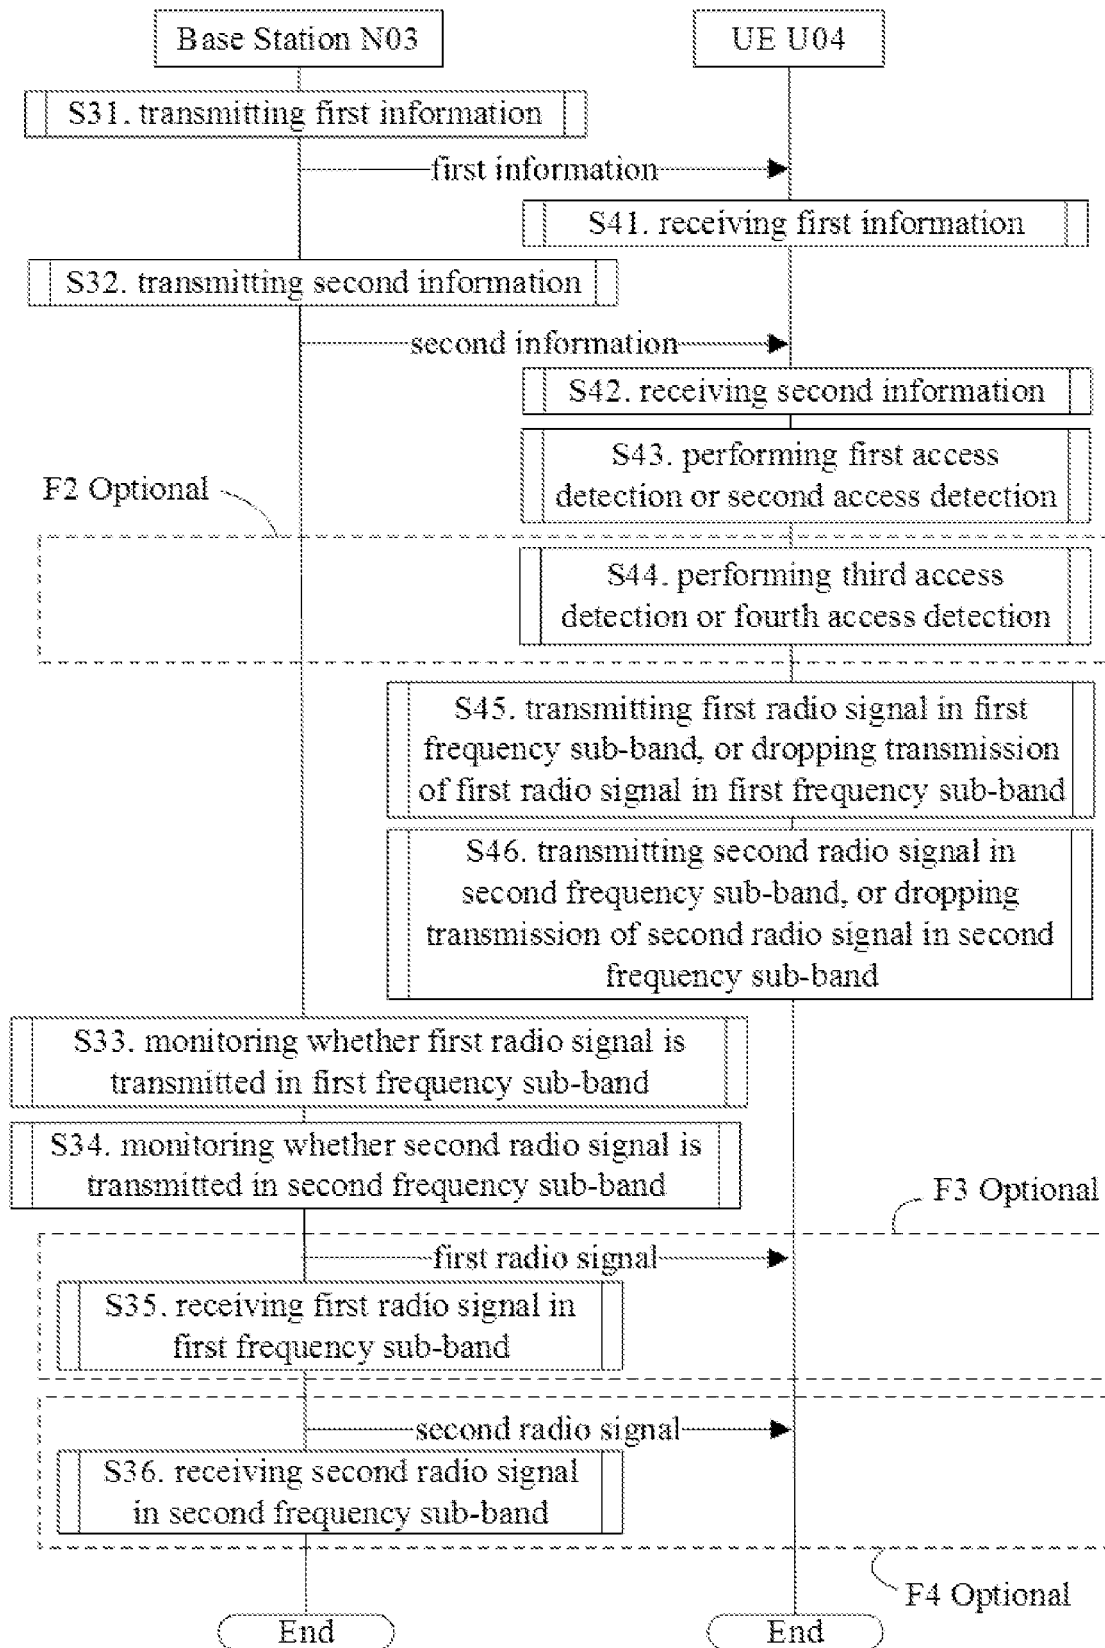 Base Station N03
UE U04
S31. transmitting first information
first information
S41. receiving first information
S32. transmitting second information
second information
S42. receiving second information
S43. performing first access
detection or second access detection
F2 Optional
S44. performing third access
detection or fourth access detection
S45. transmitting first radio signal in first
frequency sub-band, or dropping transmission
of first radio signal in first frequency sub-band
S46. transmitting second radio signal in
second frequency sub-band, or dropping
transmission of second radio signal in second
frequency sub-band
S33. monitoring whether first radio signal is
transmitted in first frequency sub-band
S34. monitoring whether second radio signal is
transmitted in second frequency sub-band
F3 Optional
first radio signal
S35. receiving first radio signal in
first frequency sub-band
second radio signal
S36. receiving second radio signal
in second frequency sub-band
F4 Optional
End
End